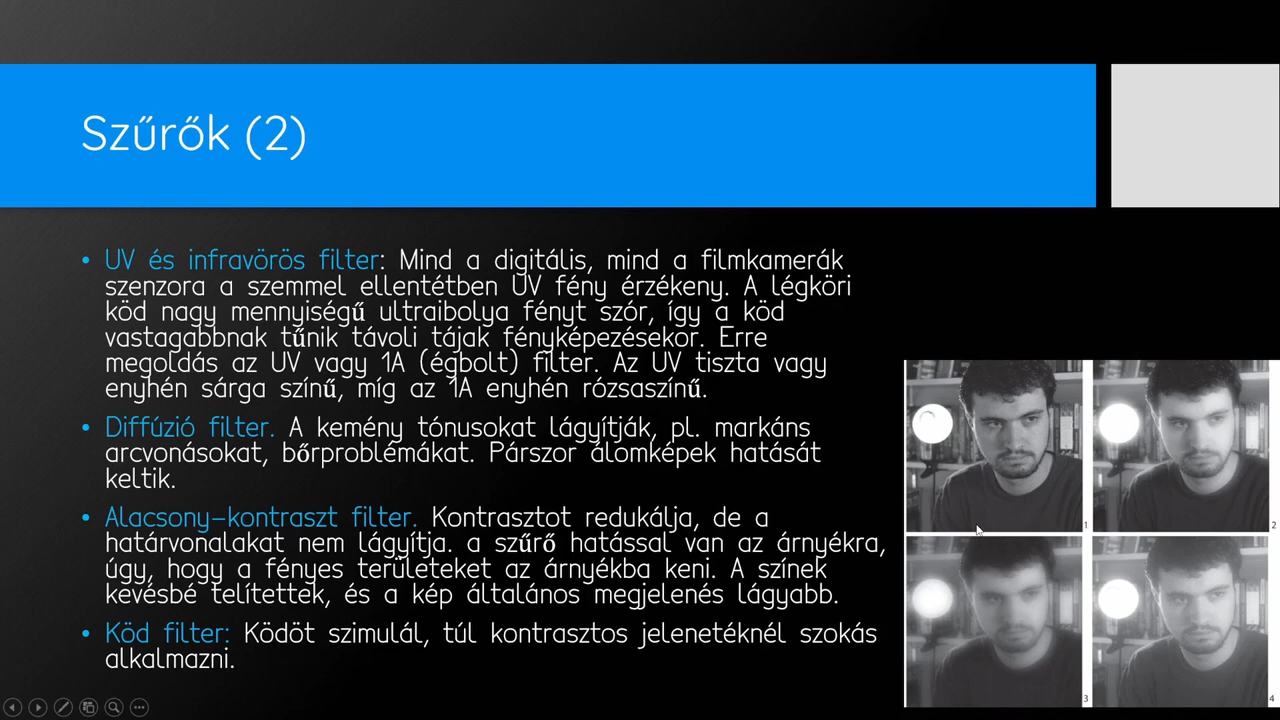 Szűrők (2)
• UV és infravörös filter: Mind a digitális, mind a filmkamerák
szenzora a szemmel ellentétben UV fény érzékeny. A légköri
köd nagy mennyiségű ultraibolya fényt szór, így a köd
vastagabbnak tűnik távoli tájak fényképezésekor. Erre
megoldás az UV vagy 1A (égbolt) filter. Az UV tiszta vagy
enyhén sárga színű, míg az 1A enyhén rózsaszínű.
• Diffúzió filter. A kemény tónusokat lágyítják, pl. markáns
arcvonásokat, bőrproblémákat. Párszor álomképek hatását
keltik.
• Alacsony-kontraszt filter. Kontrasztot redukálja, de a
határvonalakat nem lágyítja. a szűrő hatással van az árnyékra,
úgy, hogy a fényes területeket az árnyékba keni. A színek
kevésbé telítettek, és a kép általános megjelenés lágyabb.
• Köd filter: Ködöt szimulál, túl kontrasztos jelenetéknél szokás
alkalmazni.
1
2
3
4